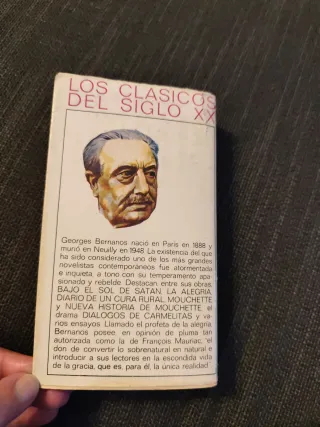 LOS CLASICOS
DEL SIGLO XX
Georges Bernanos nació en París en 1888 y
murió en Neuilly en 1948. La existencia del que
ha sido considerado uno de los más grandes
novelistas contemporáneos fue atormentada
e inquieta, a tono con su temperamento apa-
sionado y rebelde. Destacan entre sus obras,
BAJO EL SOL DE SATAN, LA ALEGRIA,
DIARIO DE UN CURA RURAL, MOUCHETTE
y NUEVA HISTORIA DE MOUCHETTE, el
drama DIALOGOS DE CARMELITAS y va-
rios ensayos. Llamado el profeta de la alegría,
Bernanos posee, en opinión de pluma tan
autorizada como la de François Mauriac, el
don de convertir lo sobrenatural en natural e
introducir a sus lectores en la escondida vida
de la gracia, que es, para él, la única realidad.